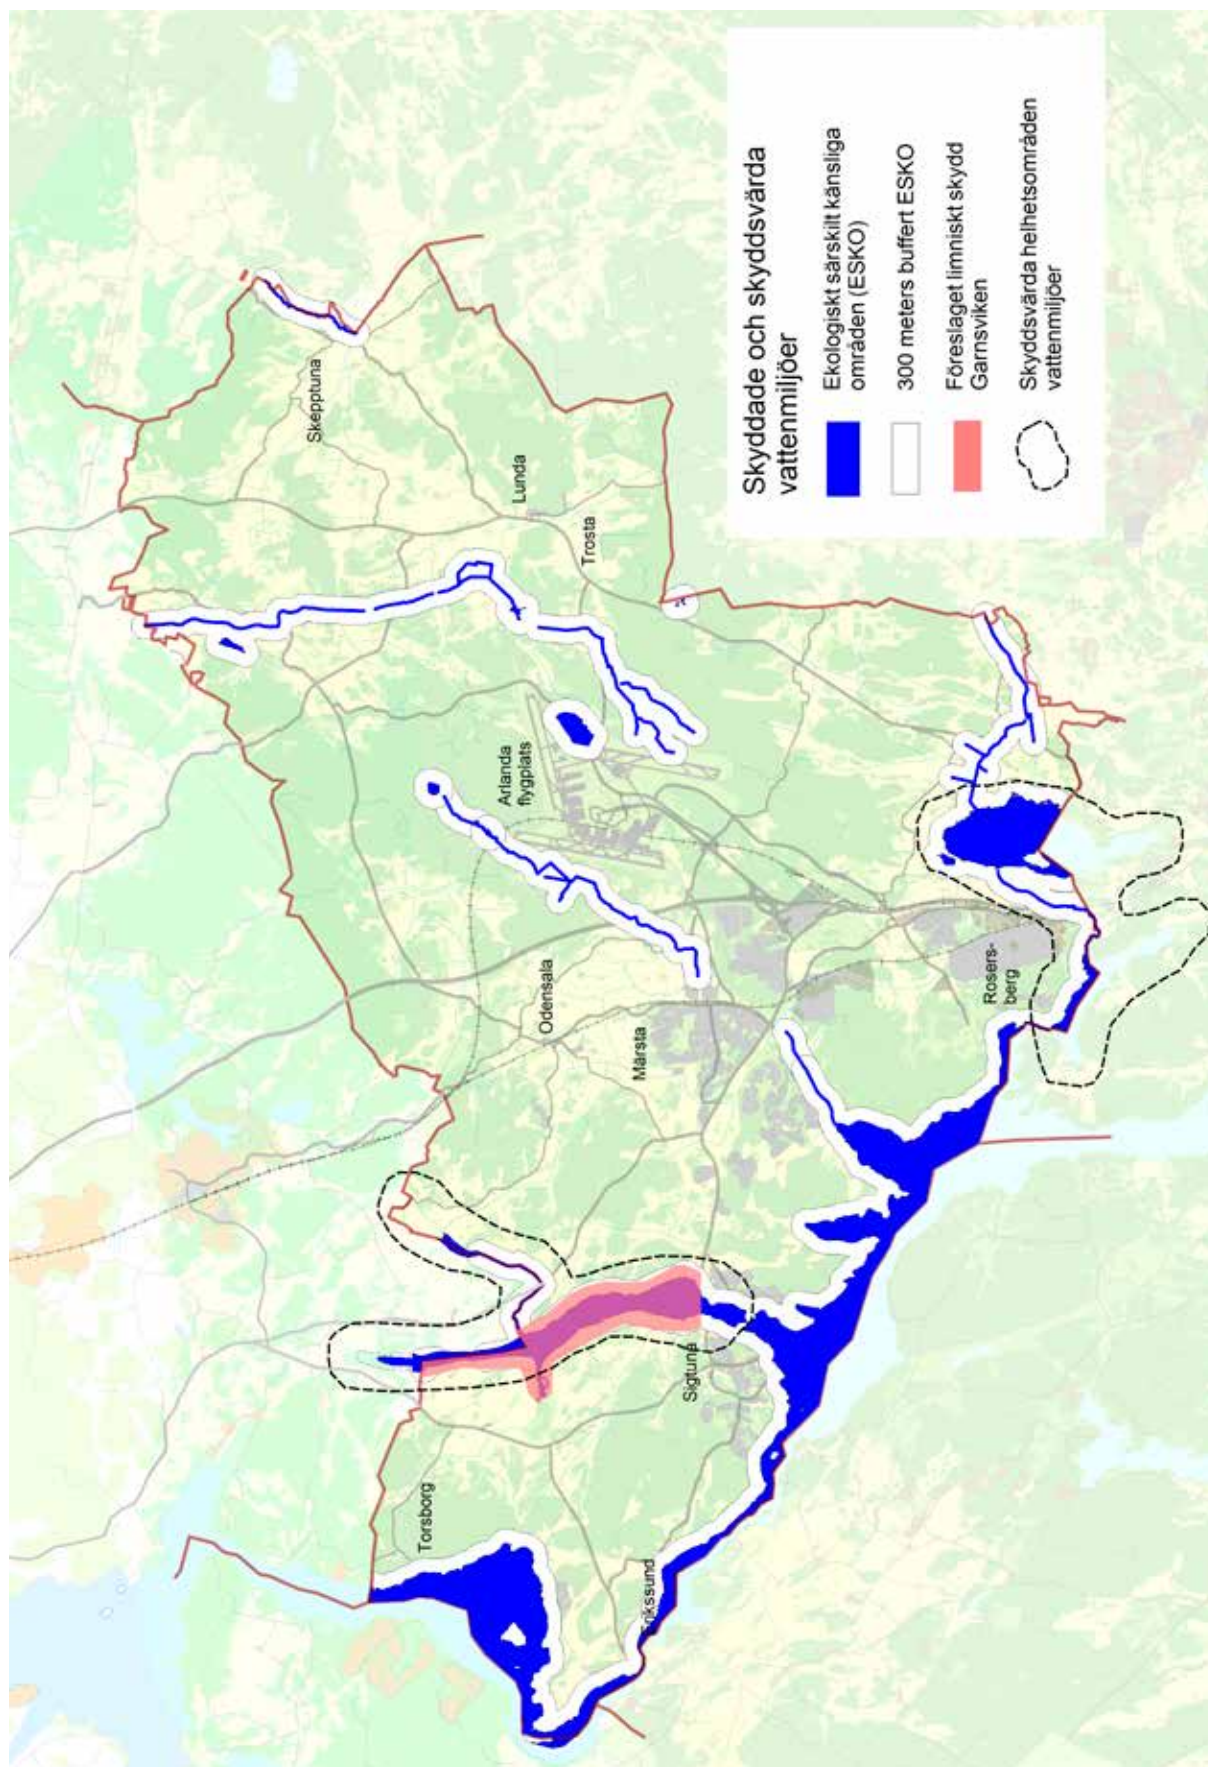 Skyddade och skyddsvärda
vattenmiljöer
Ekologiskt särskilt känsliga
områden (ESKO)
300 meters buffert ESKO
Föreslaget limniskt skydd
Garnsviken
Skyddsvärda helhetsområden
vattenmiljöer
Skepptuna
Lunda
Trosta
Arlanda
flygplats
Odensala
Märsta
Rosers-
berg
Sigtuna
Torsborg
Erikssund